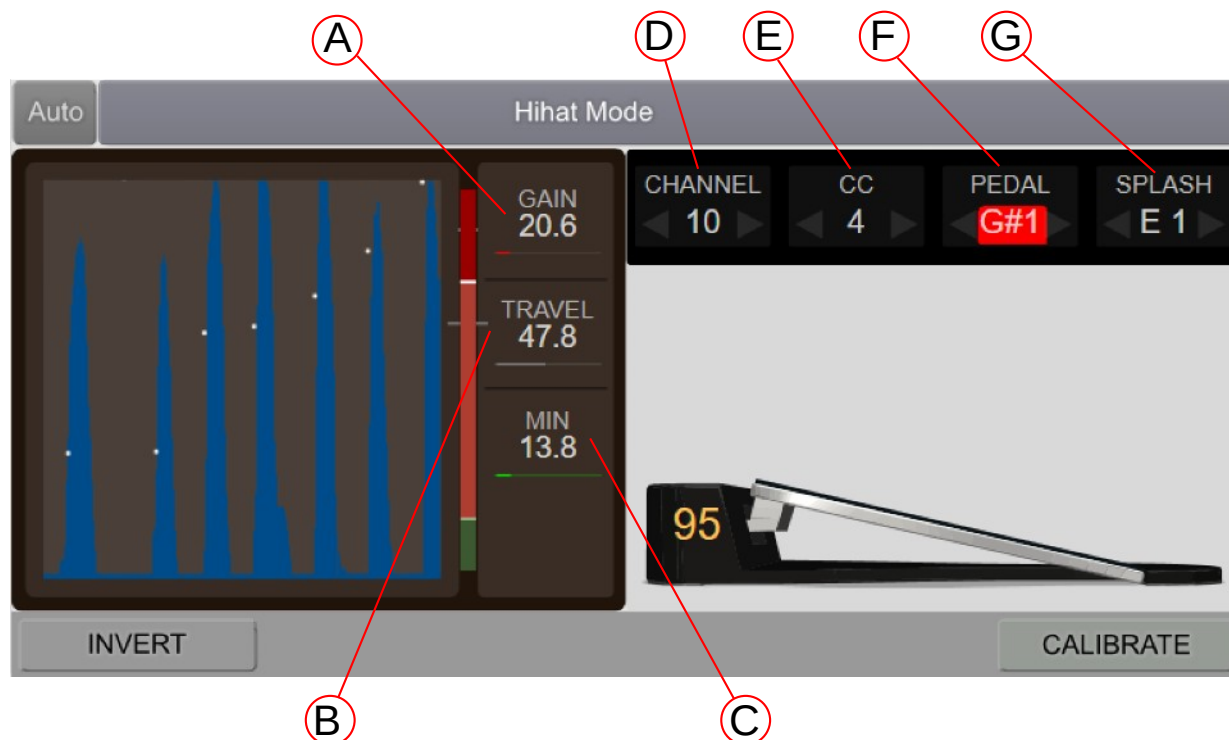 A
D
E
F
G
Auto
Hihat Mode
GAIN
20.6
TRAVEL
47.8
MIN
13.8
CHANNEL
10
CC
4
PEDAL
G#1
SPLASH
E 1
95
INVERT
CALIBRATE
B
C